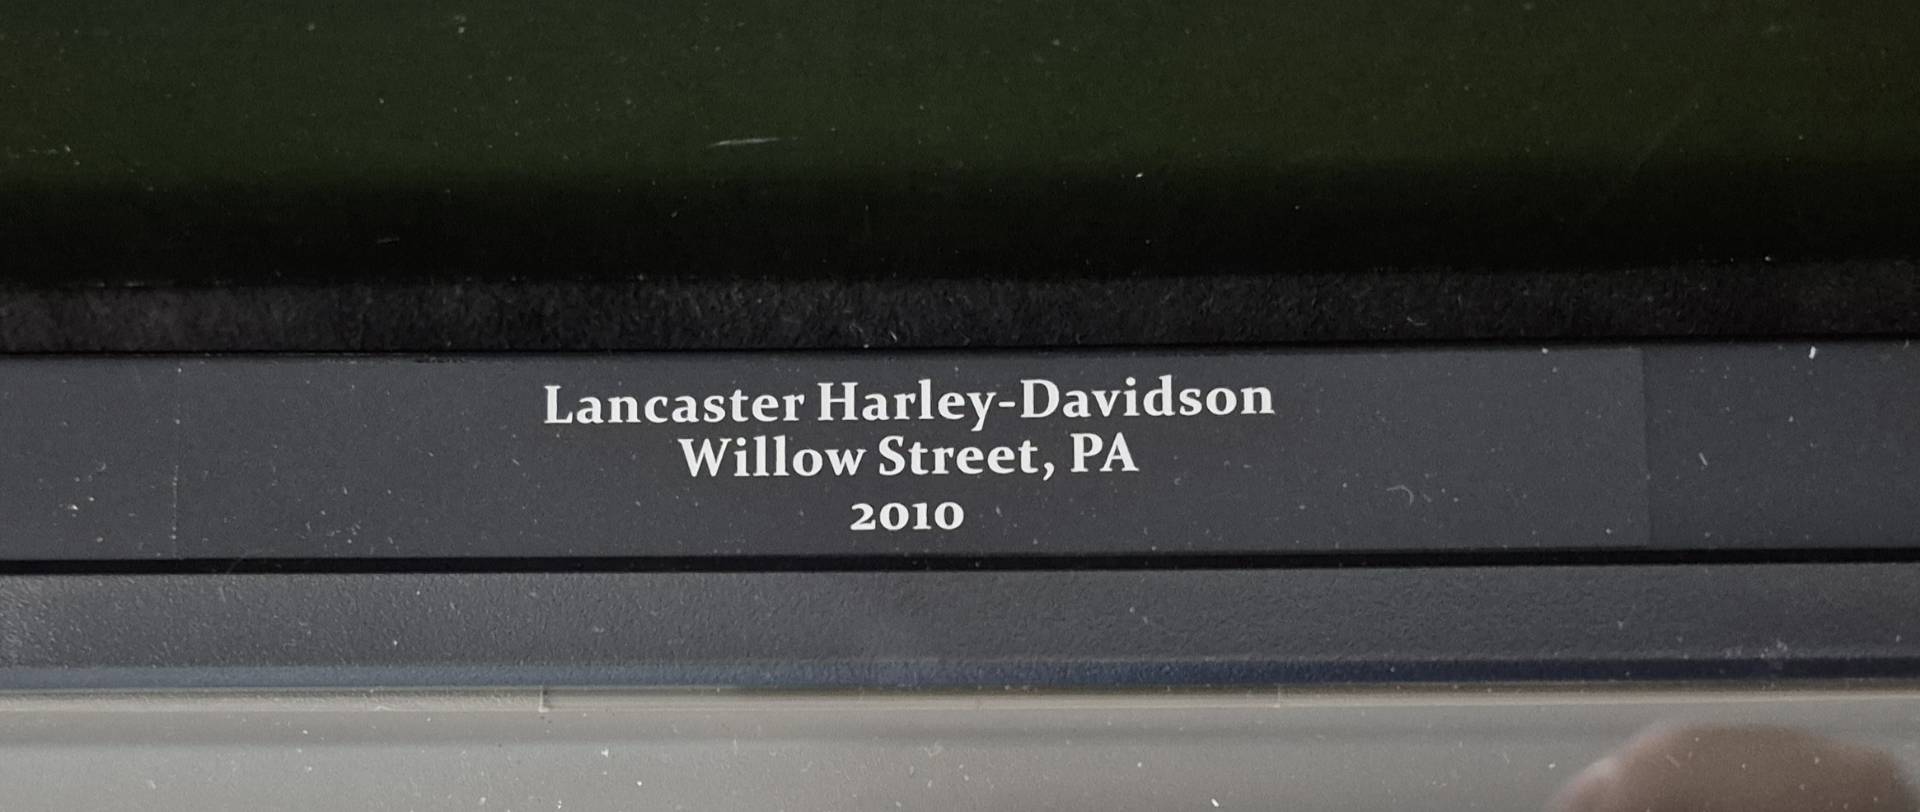 Lancaster Harley-Davidson
Willow Street, PA
2010